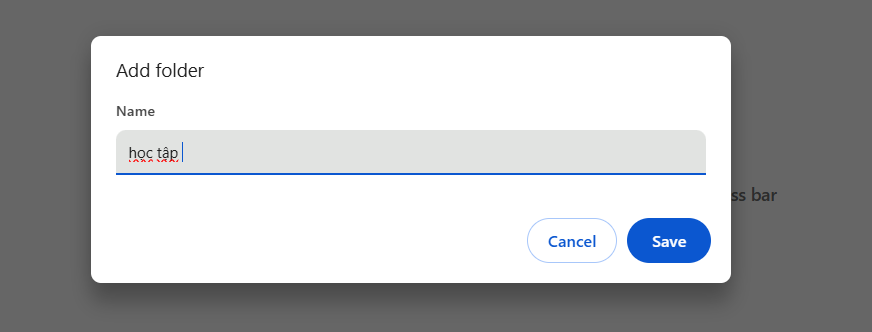 Add folder
Name
học tập
ss bar
Cancel
Save